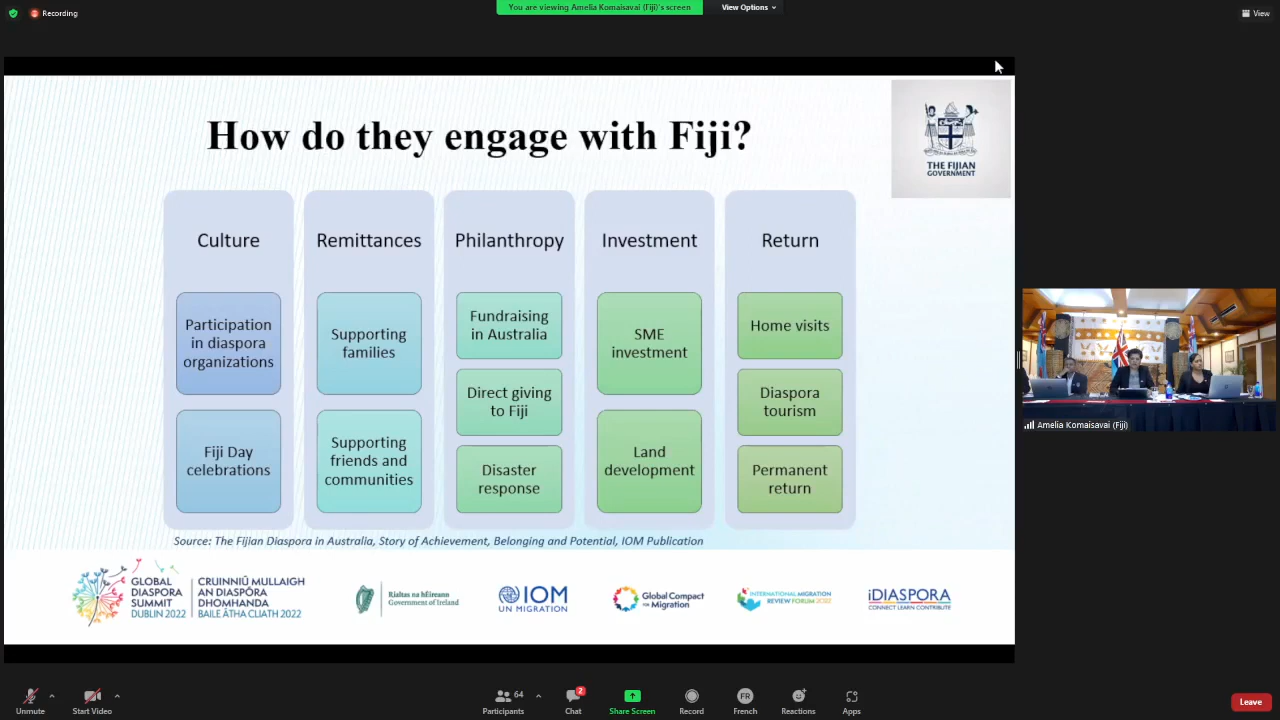 Recording
You are viewing Amelia Komaisavai (Fiji)'s screen
View Options
View
How do they engage with Fiji?
THE FIJIAN
GOVERNMENT
Culture
Participation
in diaspora
organizations
Fiji Day
celebrations
Remittances
Supporting
families
Supporting
friends and
communities
Philanthropy
Fundraising
in Australia
Direct giving
to Fiji
Disaster
response
Investment
SME
investment
Land
development
Return
Home visits
Diaspora
tourism
Permanent
return
Source: The Fijian Diaspora in Australia, Story of Achievement, Belonging and Potential, IOM Publication
GLOBAL
DIASPORA
SUMMIT
DUBLIN 2022
CRUINNIÚ MULLAIGH
AN DIASPÓRA
DHOMHANDA
BAILE ÁTHA CLIATH 2022
Rialtas na hÉireann
Government of Ireland
IOM
UN MIGRATION
Global Compact
for Migration
INTERNATIONAL MIGRATION
REVIEW FORUM 2022
iDIASPORA
CONNECT LEARN CONTRIBUTE
Amelia Komaisavai (Fiji)
Unmute
Start Video
64
Participants
2
Chat
Share Screen
Record
FR
French
Reactions
Apps
Leave